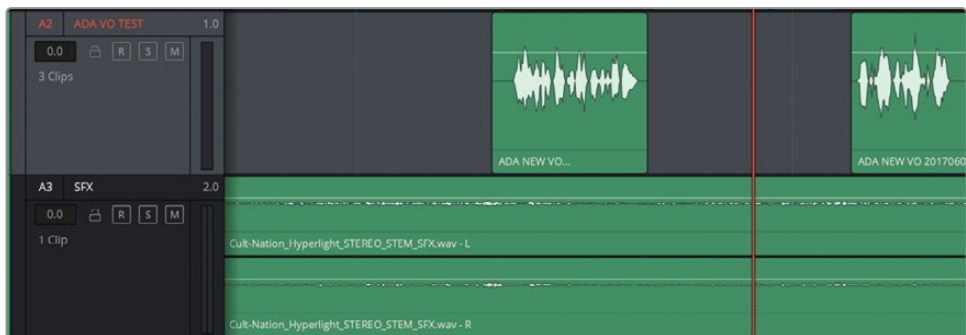 A2 ADA VO TEST 1.0
0.0 R S M
3 Clips
ADA NEW VO...
ADA NEW VO 2017060
A3 SFX 2.0
0.0 R S M
1 Clip
Cult-Nation_Hyperlight_STEREO_STEM_SFX.wav - L
Cult-Nation_Hyperlight_STEREO_STEM_SFX.wav - R